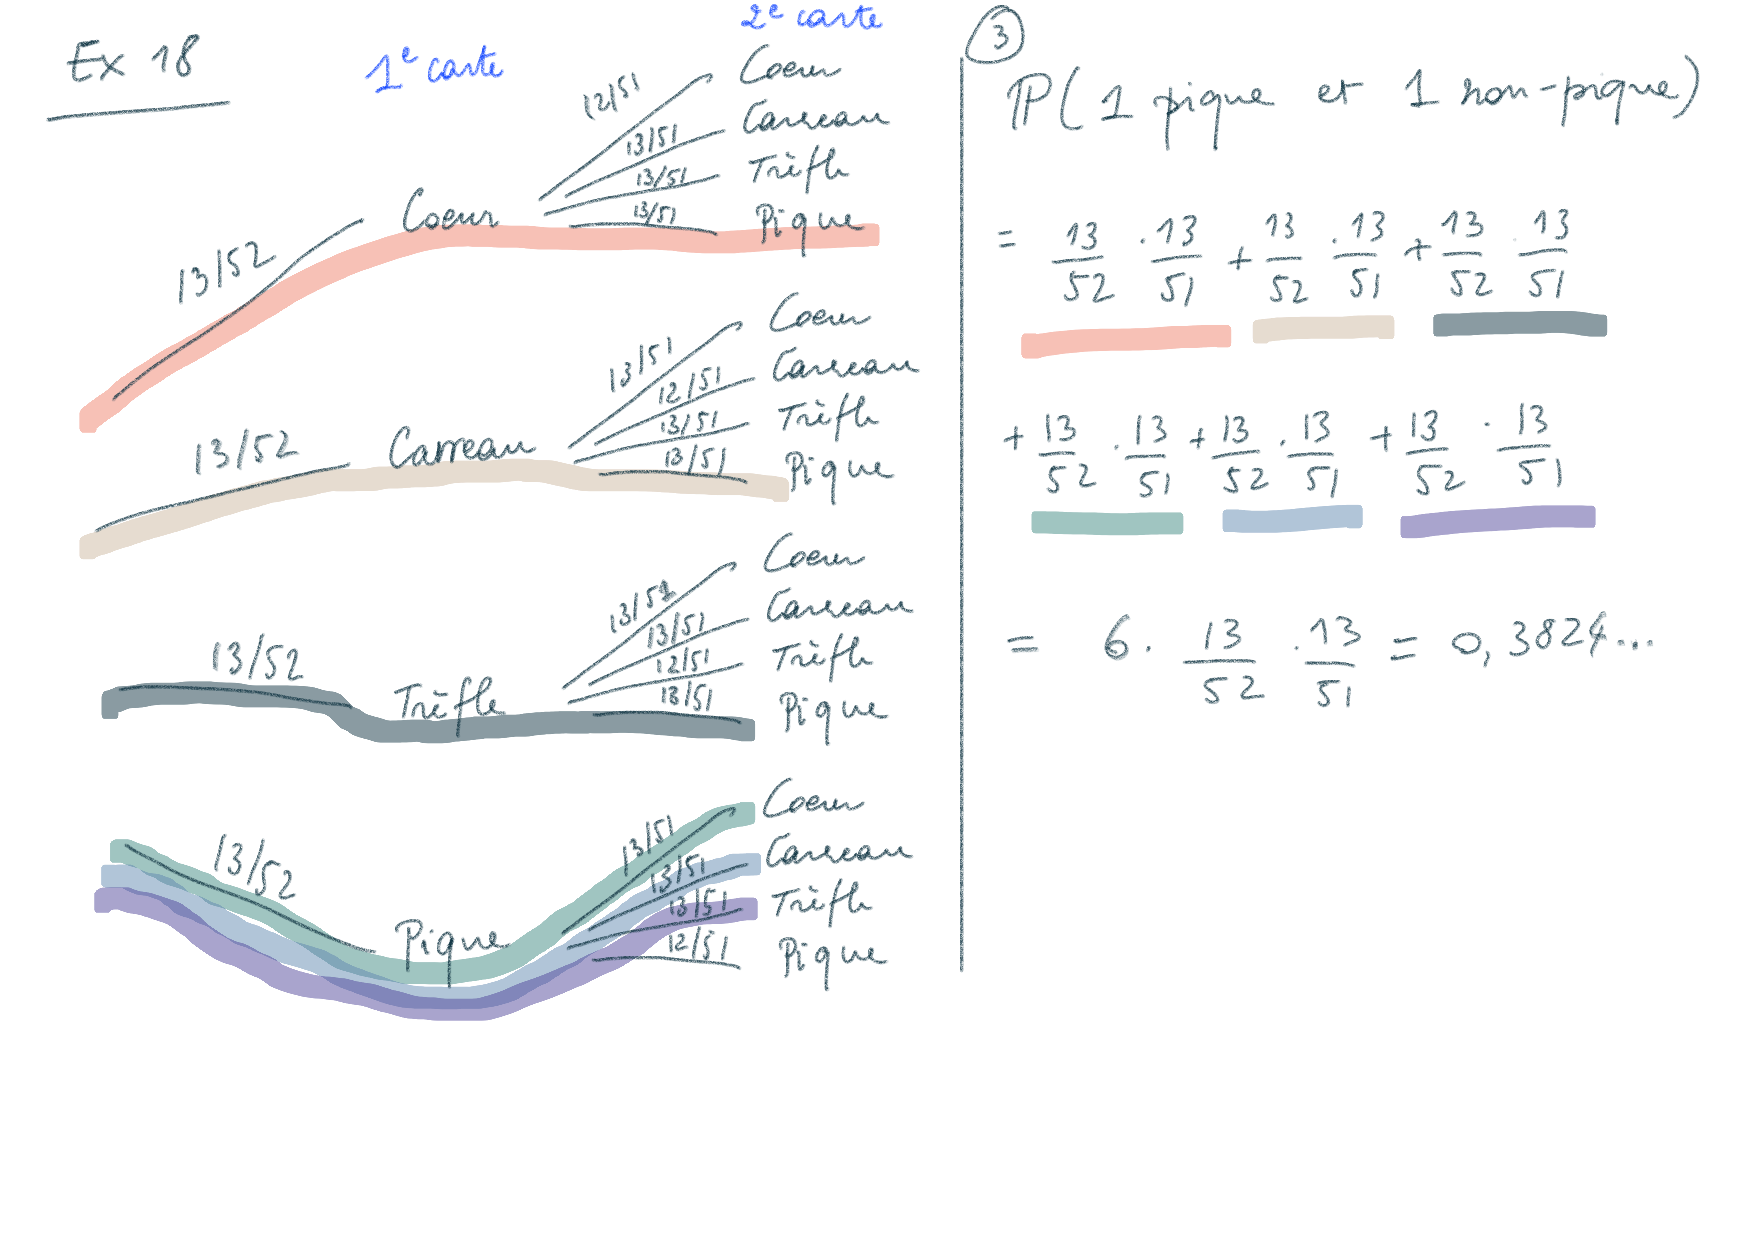 Ex 18
1e carte
2e carte
13/52
Coeur
12/51
Coeur
13/51
Carreau
13/51
Trèfle
13/51
Pique
13/52
Carreau
13/51
Coeur
12/51
Carreau
13/51
Trèfle
13/51
Pique
13/52
Trèfle
13/51
Coeur
13/51
Carreau
12/51
Trèfle
13/51
Pique
13/52
Pique
13/51
Coeur
13/51
Carreau
13/51
Trèfle
12/51
Pique
3
P(1 pique et 1 non-pique)
= 13/52 · 13/51 + 13/52 · 13/51 + 13/52 · 13/51
+ 13/52 · 13/51 + 13/52 · 13/51 + 13/52 · 13/51
= 6 · 13/52 · 13/51 = 0,3824...